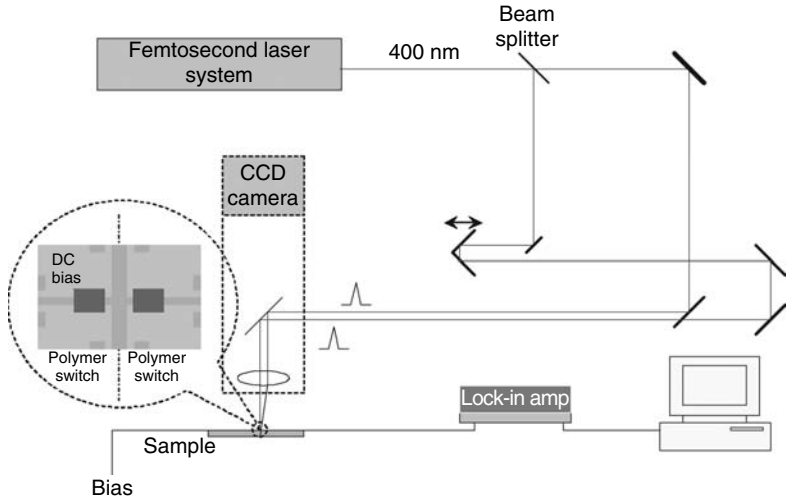 Beam
splitter
Femtosecond laser
system
400 nm
CCD
camera
DC
bias
Polymer
switch
Polymer
switch
Lock-in amp
Sample
Bias